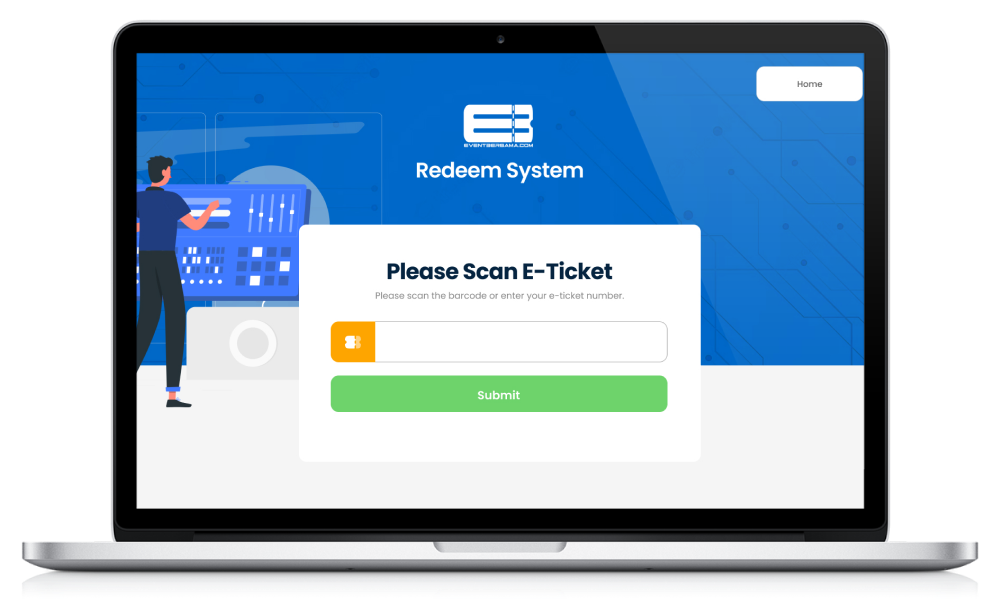 Home
EVENTBERSAMA.COM
Redeem System
Please Scan E-Ticket
Please scan the barcode or enter your e-ticket number.
Submit